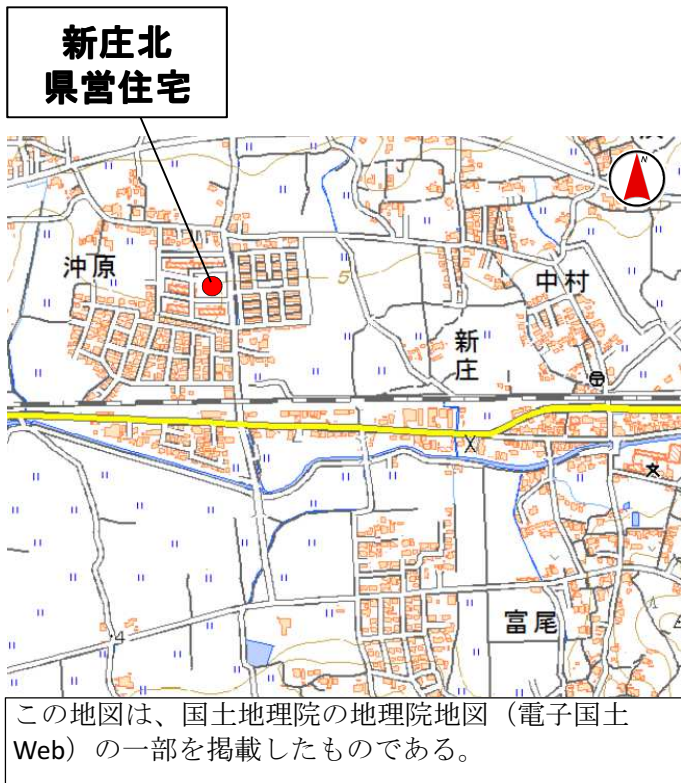 新庄北
県営住宅
N
沖原
5
中村
新
庄
4
富尾
この地図は、国土地理院の地理院地図（電子国土
Web）の一部を掲載したものである。